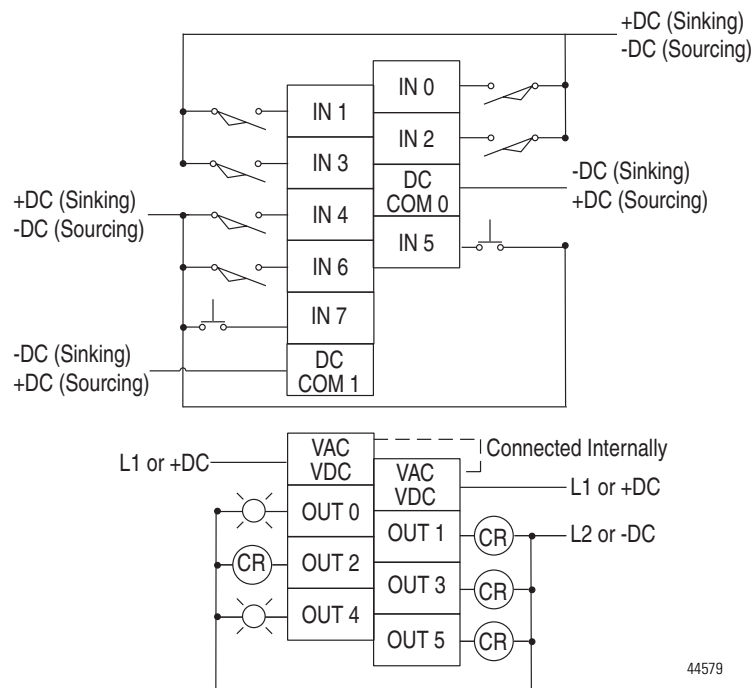 +DC (Sinking)
-DC (Sourcing)
IN 0
IN 1
IN 2
IN 3
DC
COM 0
-DC (Sinking)
+DC (Sourcing)
+DC (Sinking)
-DC (Sourcing)
IN 4
IN 5
IN 6
IN 7
-DC (Sinking)
+DC (Sourcing)
DC
COM 1
L1 or +DC
VAC
VDC
Connected Internally
VAC
VDC
L1 or +DC
OUT 0
OUT 1
CR
L2 or -DC
CR
OUT 2
OUT 3
CR
OUT 4
OUT 5
CR
44579